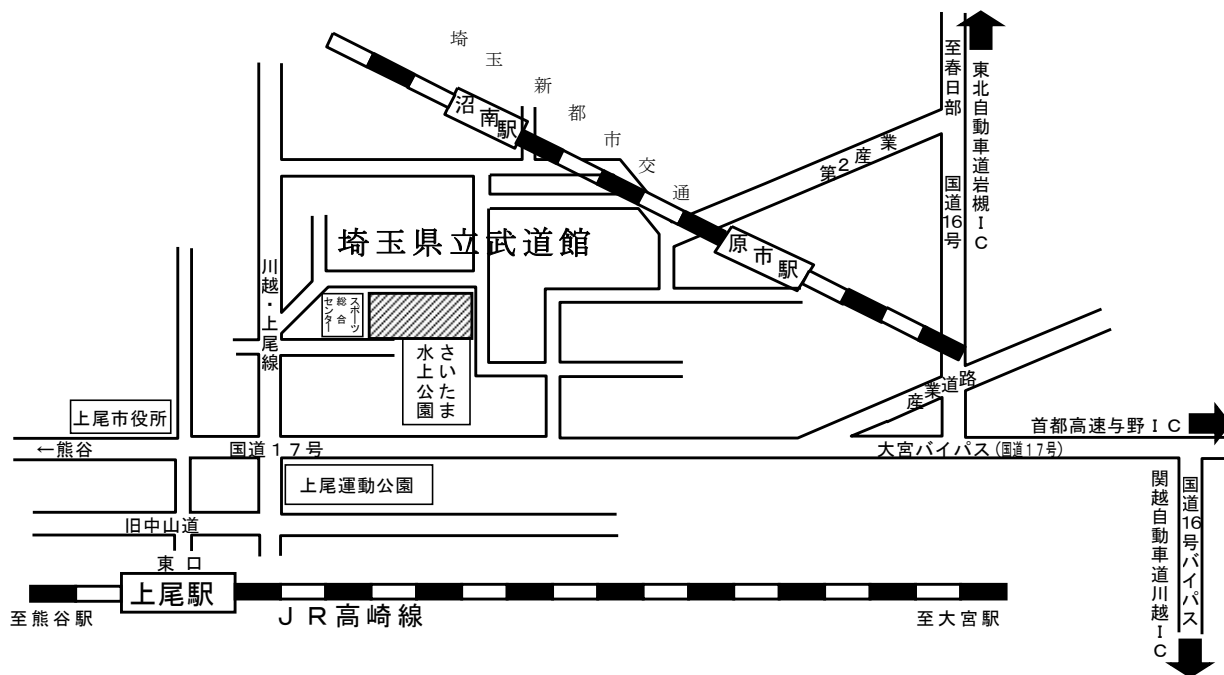 埼玉新都市交通
沼南駅
原市駅
第2産業
産業道路
至春日部
東北自動車道岩槻ＩＣ
国道16号
埼玉県立武道館
川越・上尾線
スポーツ
総合
センター
さいたま
水上公園
上尾市役所
←熊谷
国道１７号
上尾運動公園
首都高速与野ＩＣ
大宮バイパス(国道17号)
旧中山道
東口
上尾駅
ＪＲ高崎線
至熊谷駅
至大宮駅
関越自動車道川越ＩＣ
国道16号バイパス